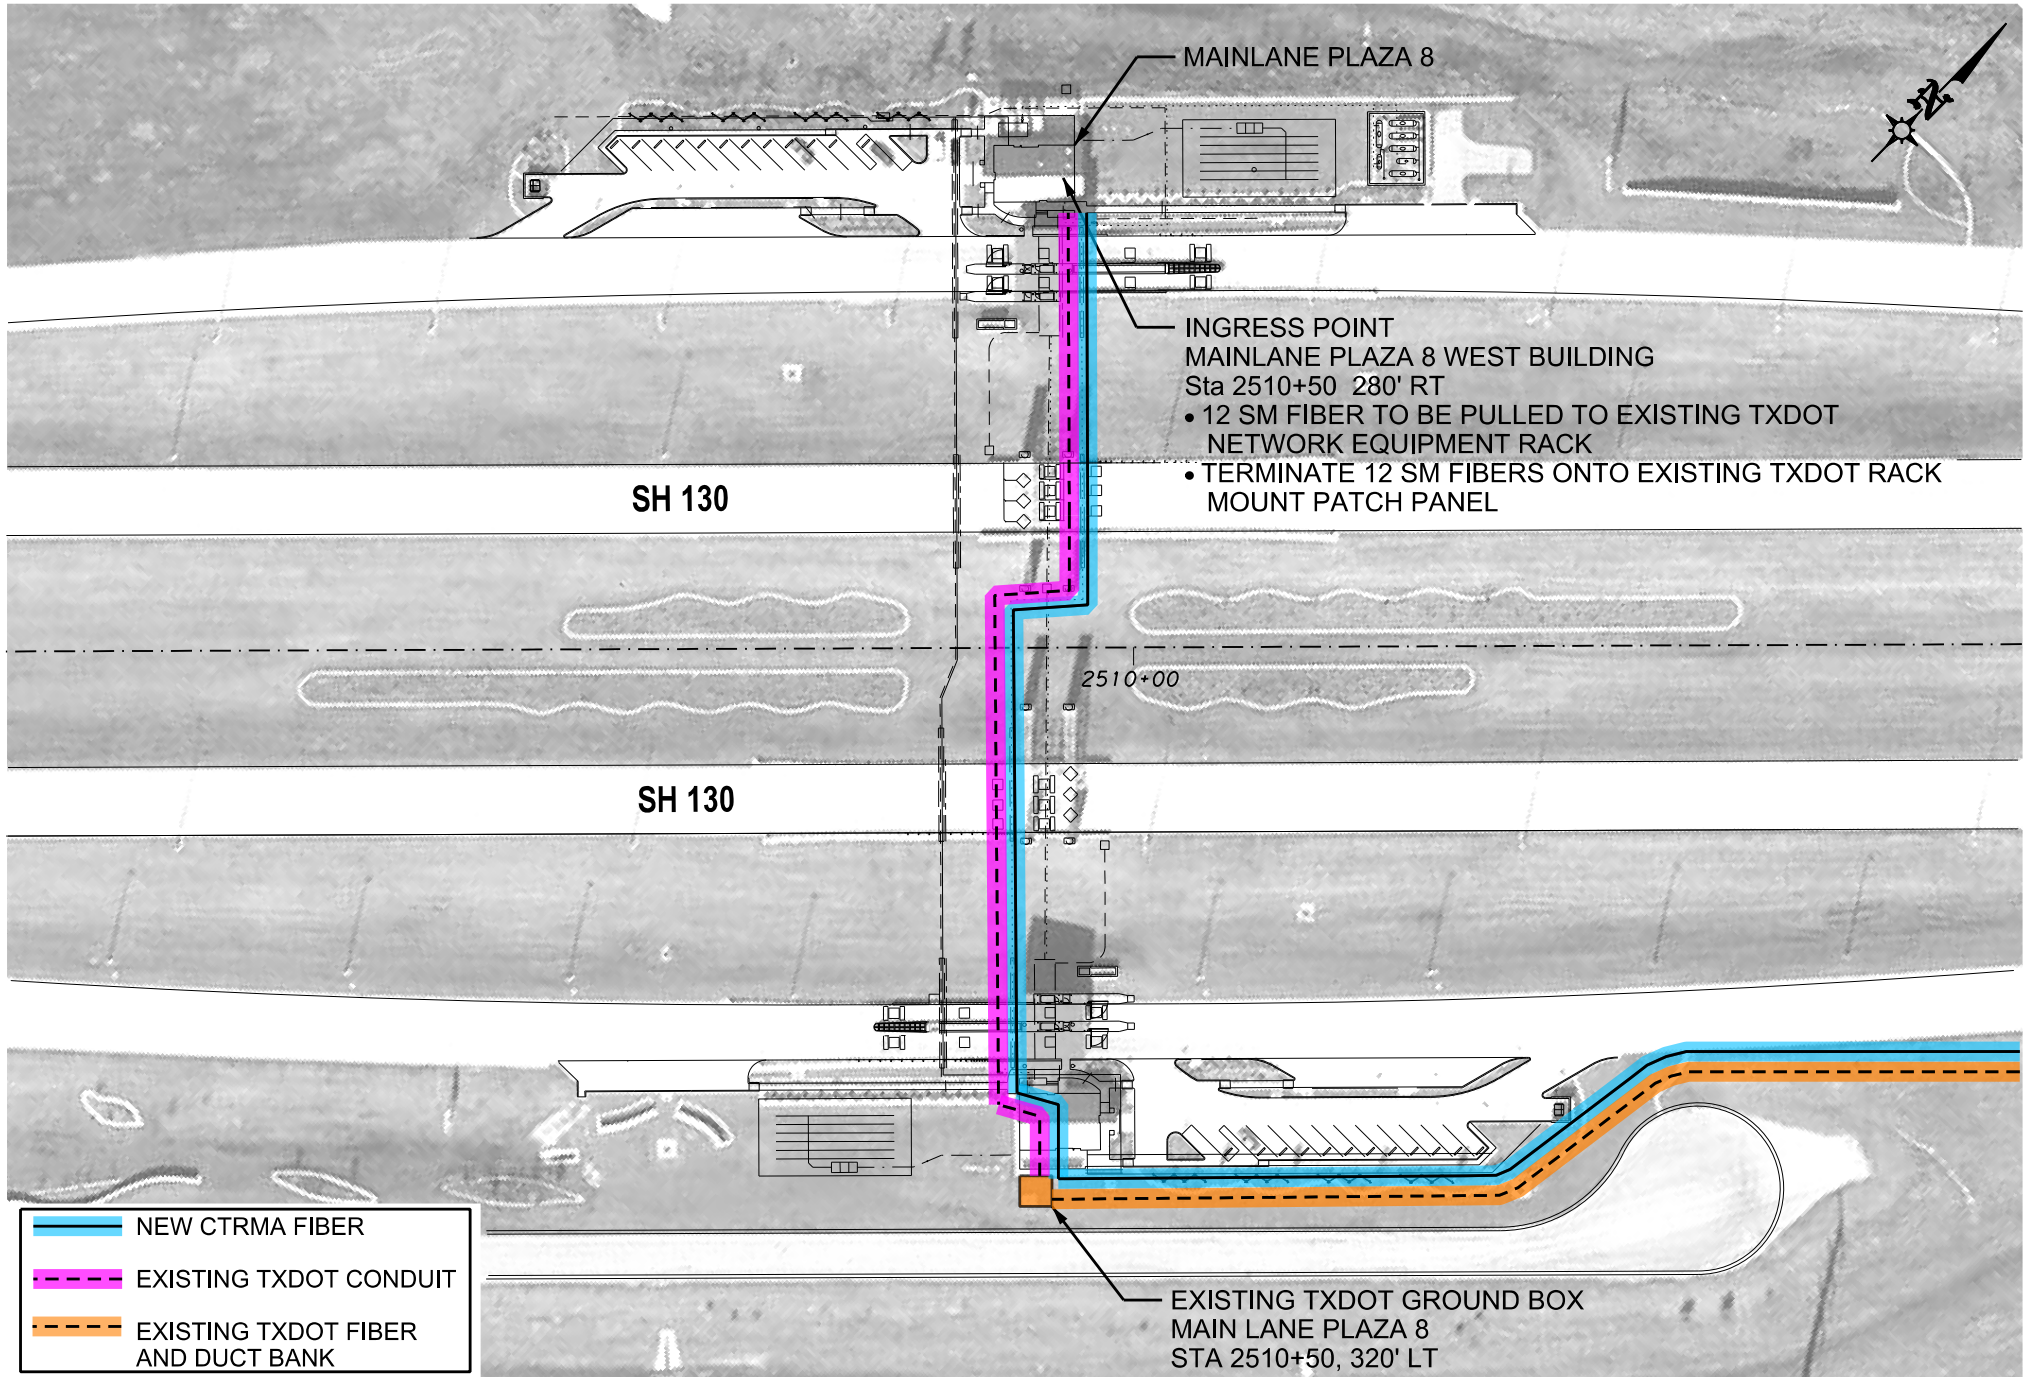 MAINLANE PLAZA 8
N
INGRESS POINT
MAINLANE PLAZA 8 WEST BUILDING
Sta 2510+50 280' RT
• 12 SM FIBER TO BE PULLED TO EXISTING TXDOT
NETWORK EQUIPMENT RACK
• TERMINATE 12 SM FIBERS ONTO EXISTING TXDOT RACK
MOUNT PATCH PANEL
SH 130
2510+00
SH 130
NEW CTRMA FIBER
EXISTING TXDOT CONDUIT
EXISTING TXDOT FIBER
AND DUCT BANK
EXISTING TXDOT GROUND BOX
MAIN LANE PLAZA 8
STA 2510+50, 320' LT